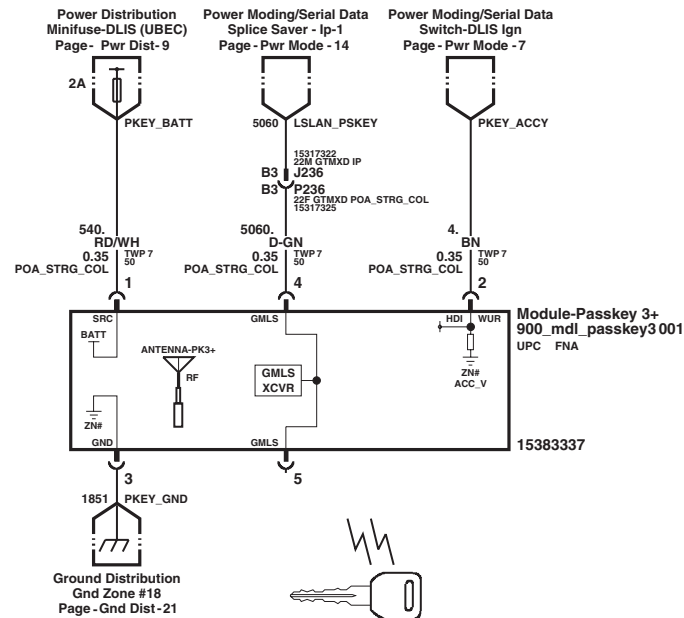 Power Distribution
Minifuse-DLIS (UBEC)
Page- Pwr Dist-9
Power Moding/Serial Data
Splice Saver - Ip-1
Page - Pwr Mode - 14
Power Moding/Serial Data
Switch-DLIS Ign
Page - Pwr Mode - 7
2A
PKEY_BATT
5060
LSLAN_PSKEY
PKEY_ACCY
15317322
22M GTMXD IP
B3
J236
B3
P236
22F GTMXD POA_STRG_COL
15317325
540.
RD/WH
0.35
TWP 7
50
POA_STRG_COL
1
5060.
D-GN
0.35
TWP 7
50
POA_STRG_COL
4
4.
BN
0.35
TWP 7
50
POA_STRG_COL
2
SRC
BATT
GMLS
HDI
WUR
Module-Passkey 3+
900_mdl_passkey3 001
UPC FNA
ANTENNA-PK3+
RF
GMLS
XCVR
ZN#
ACC_V
ZN#
GND
GMLS
15383337
3
5
1851
PKEY_GND
Ground Distribution
Gnd Zone #18
Page - Gnd Dist - 21